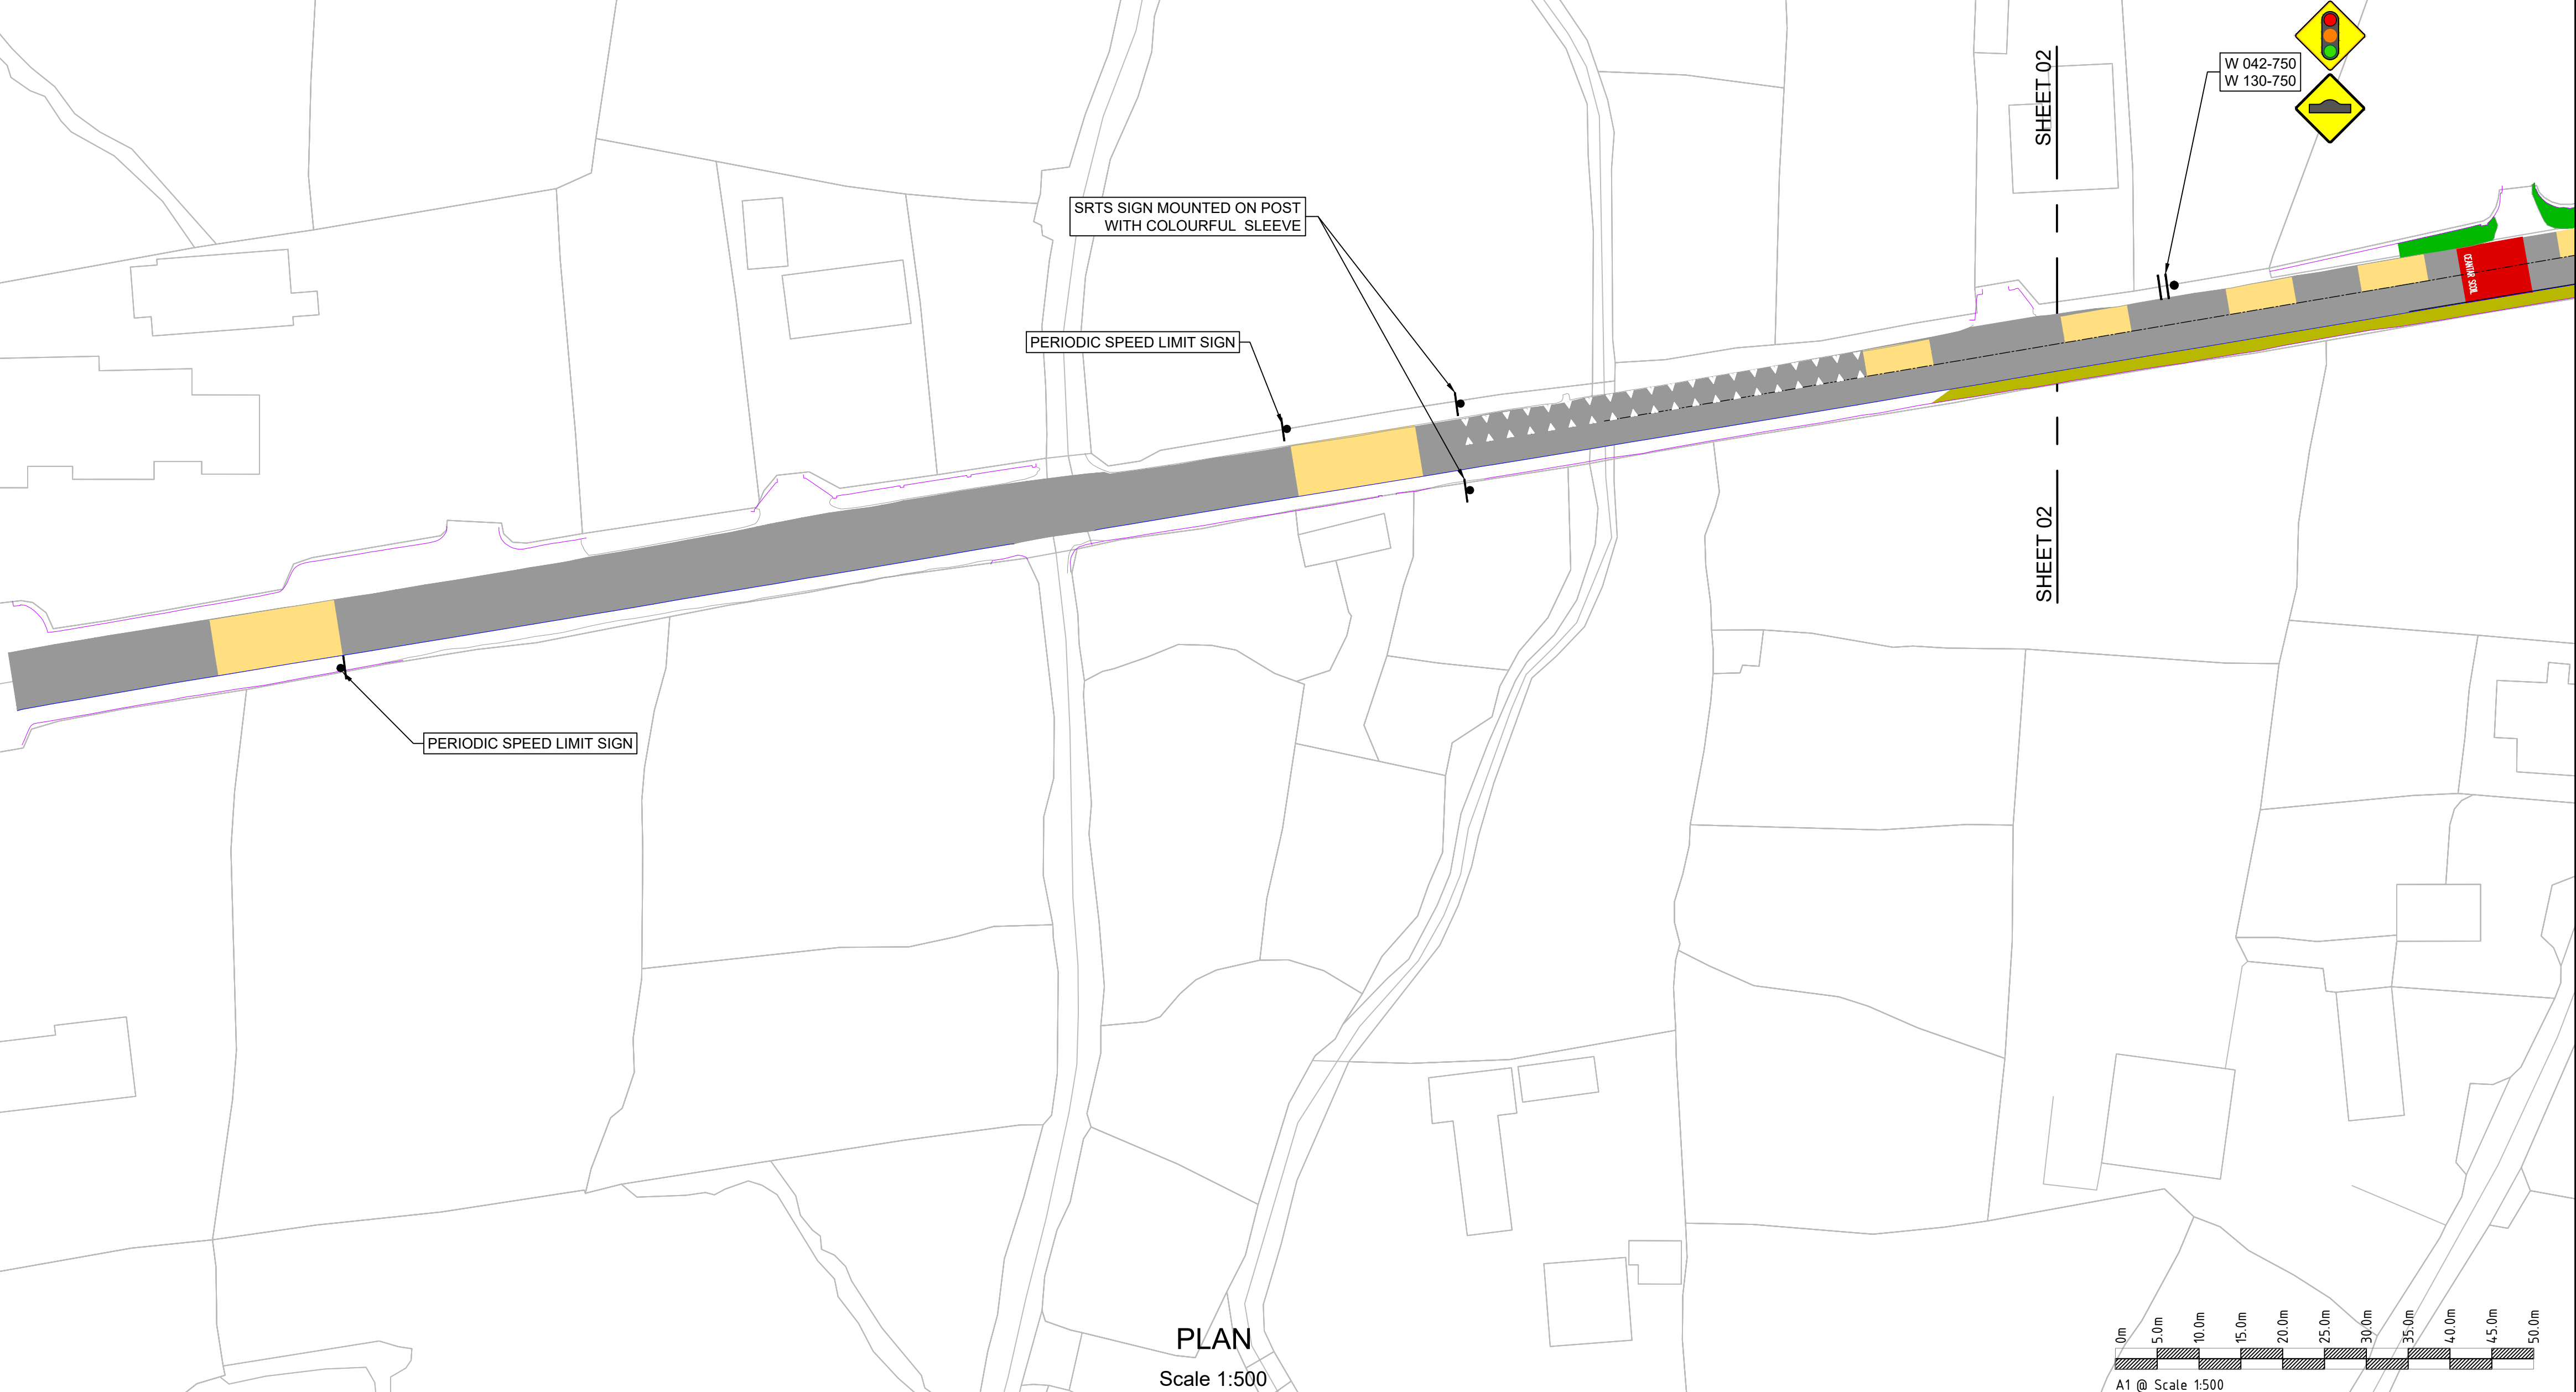 SHEET 02
W 042-750
W 130-750
SRTS SIGN MOUNTED ON POST
WITH COLOURFUL SLEEVE
CEANTAR SCOIL
PERIODIC SPEED LIMIT SIGN
SHEET 02
PERIODIC SPEED LIMIT SIGN
PLAN
Scale 1:500
0m 5.0m 10.0m 15.0m 20.0m 25.0m 30.0m 35.0m 40.0m 45.0m 50.0m
A1 @ Scale 1:500